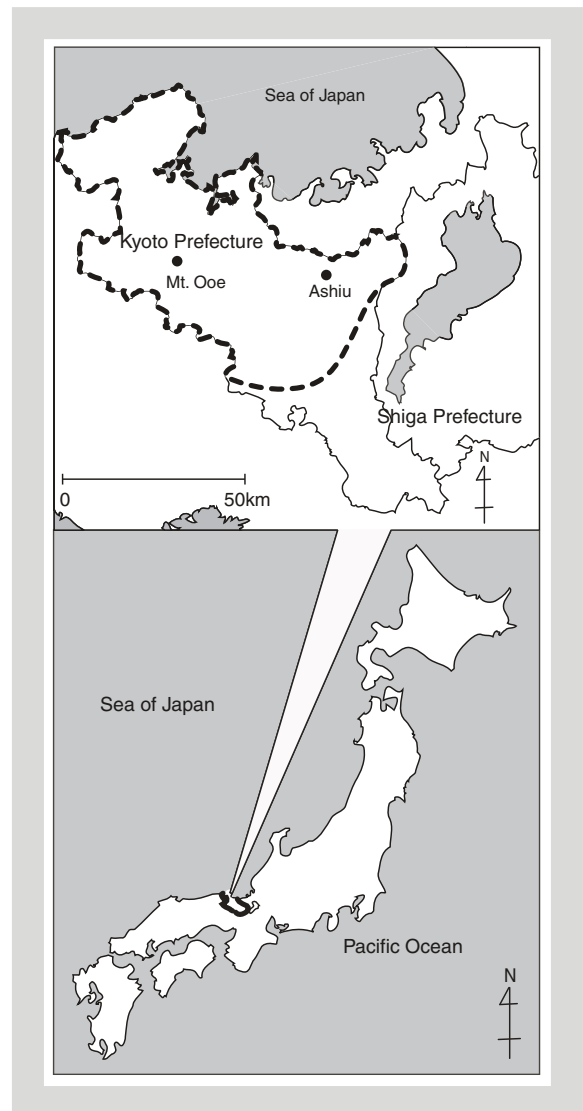 Sea of Japan
Kyoto Prefecture
Mt. Ooe
Ashiu
Shiga Prefecture
N
0 50km
Sea of Japan
Pacific Ocean
N